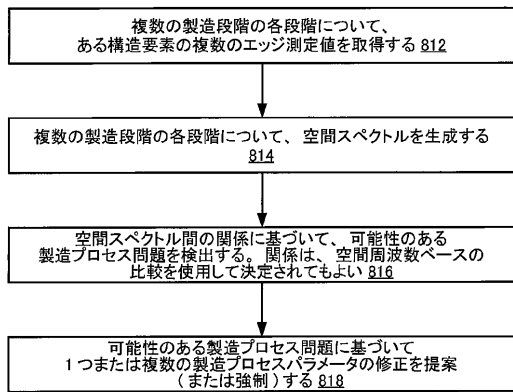 複数の製造段階の各段階について、
ある構造要素の複数のエッジ測定値を取得する 812
複数の製造段階の各段階について、空間スペクトルを生成する
814
空間スペクトル間の関係に基づいて、可能性のある
製造プロセス問題を検出する。関係は、空間周波数ベースの
比較を使用して決定されてもよい 816
可能性のある製造プロセス問題に基づいて
1つまたは複数の製造プロセスパラメータの修正を提案
(または強制)する 818